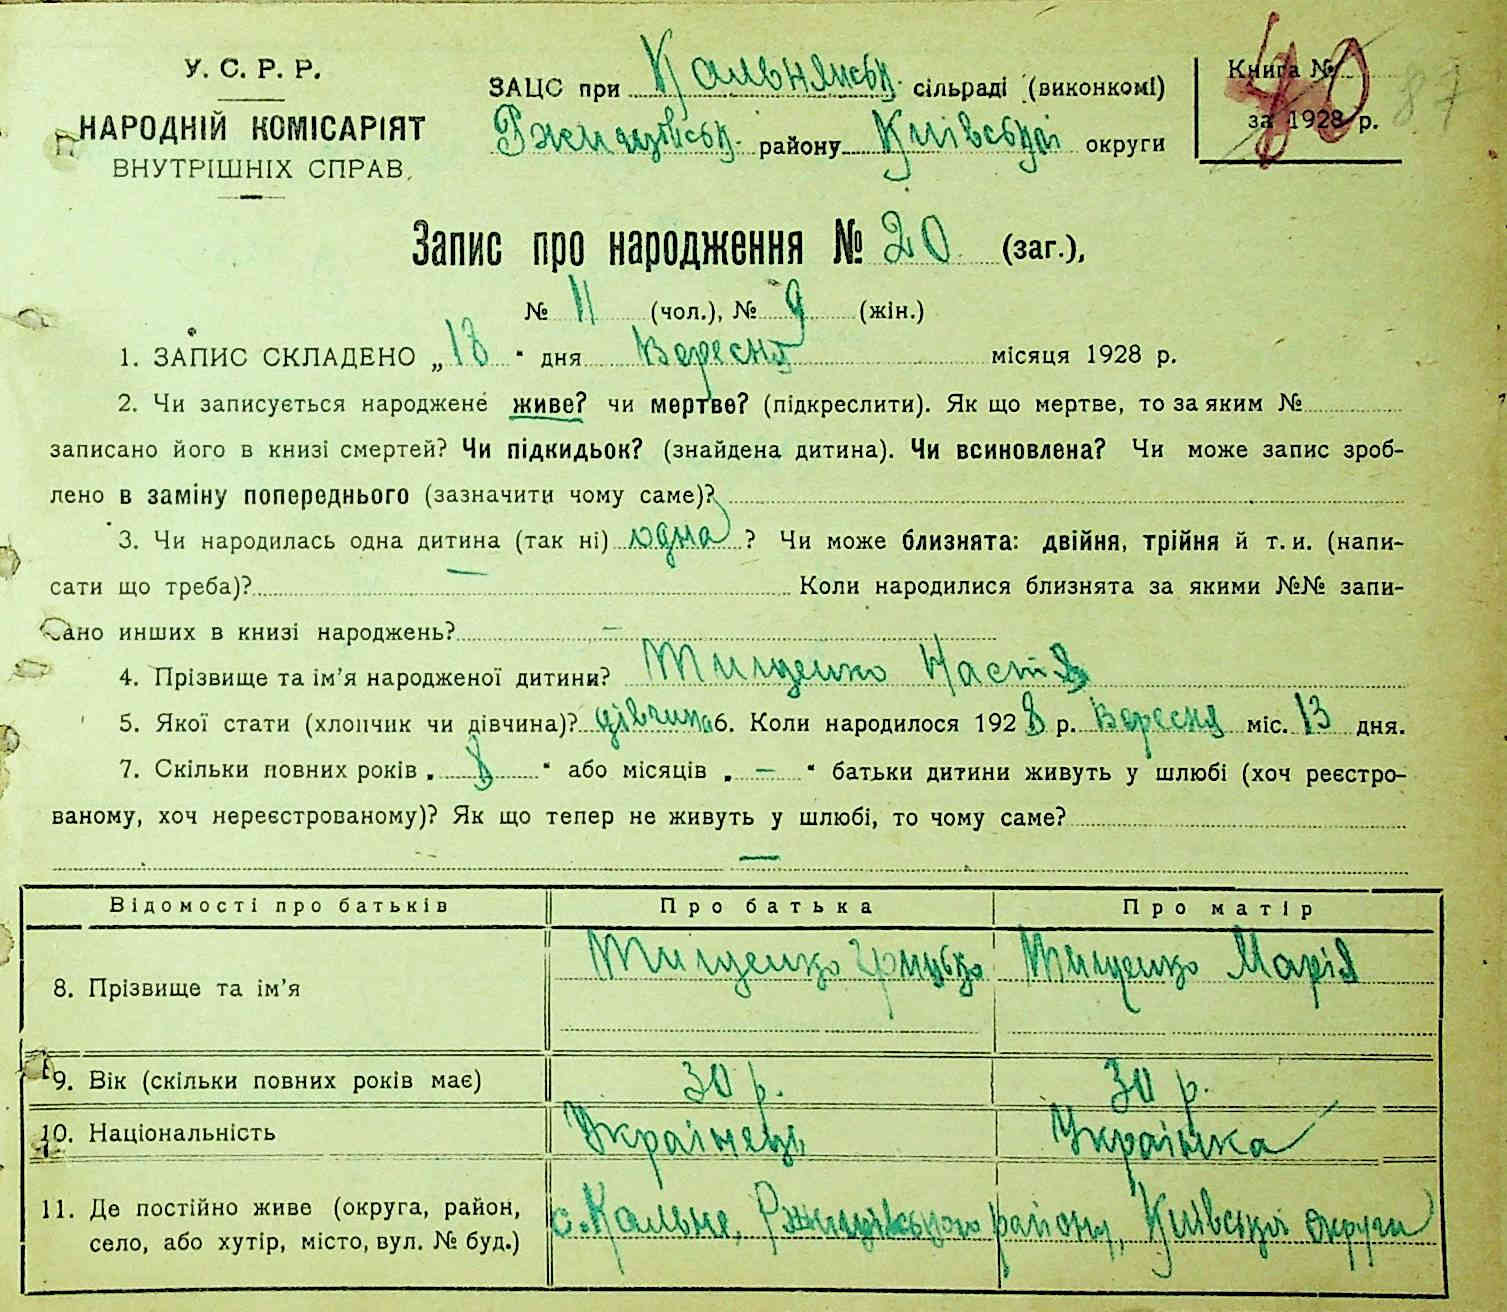 У. С. Р. Р.
НАРОДНІЙ КОМІСАРІЯТ
ВНУТРІШНІХ СПРАВ.
ЗАЦС при Кальнянськ. сільраді (виконкомі)
Ржищівськ. району Київської округи
Книга № 40
за 1928 р.
87
Запис про народження № 20 (заг.),
№ 11 (чол.), № 9 (жін.)
1. ЗАПИС СКЛАДЕНО „18" дня Вересня місяця 1928 р.
2. Чи записується народжене живе? чи мертве? (підкреслити). Як що мертве, то за яким №
записано його в книзі смертей? Чи підкидьок? (знайдена дитина). Чи всиновлена? Чи може запис зроб-
лено в заміну попереднього (зазначити чому саме)?
3. Чи народилась одна дитина (так ні) одна ? Чи може близнята: двійня, трійня й т. и. (напи-
сати що треба)? Коли народилися близнята за якими №№ запи-
сано инших в книзі народжень? —
4. Прізвище та ім'я народженої дитини? Тищенко Настя
5. Якої стати (хлопчик чи дівчина)? дівчина 6. Коли народилося 1928 р. Вересня міс. 13 дня.
7. Скільки повних років „ 8 " або місяців „ — " батьки дитини живуть у шлюбі (хоч реєстро-
ваному, хоч нереєстрованому)? Як що тепер не живуть у шлюбі, то чому саме?
—
Відомості про батьків Про батька Про матір
8. Прізвище та ім'я Тищенко Грицько Тищенко Марія
9. Вік (скільки повних років має) 30 р. 30 р.
10. Національність Українець Українка
11. Де постійно живе (округа, район,
село, або хутір, місто, вул. № буд.) с. Кальне, Ржищівського району, Київської округи